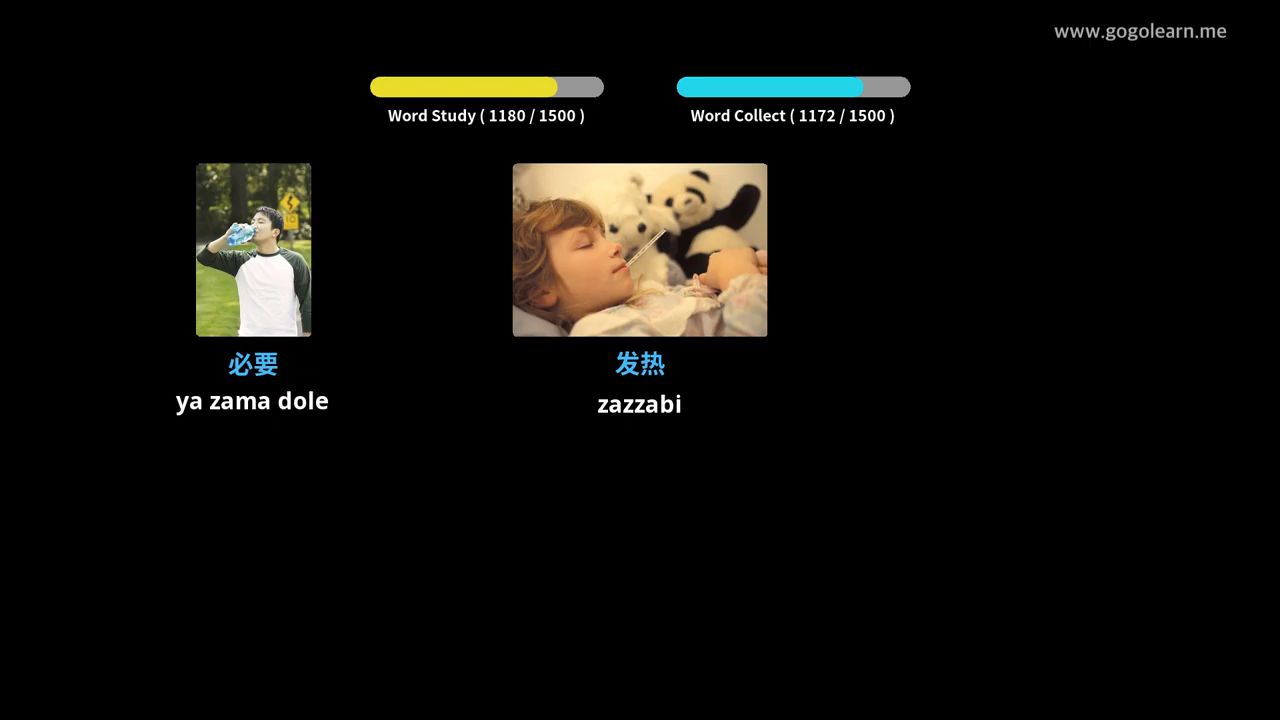 www.gogolearn.me
Word Study ( 1180 / 1500 )
Word Collect ( 1172 / 1500 )
必要
ya zama dole
发热
zazzabi